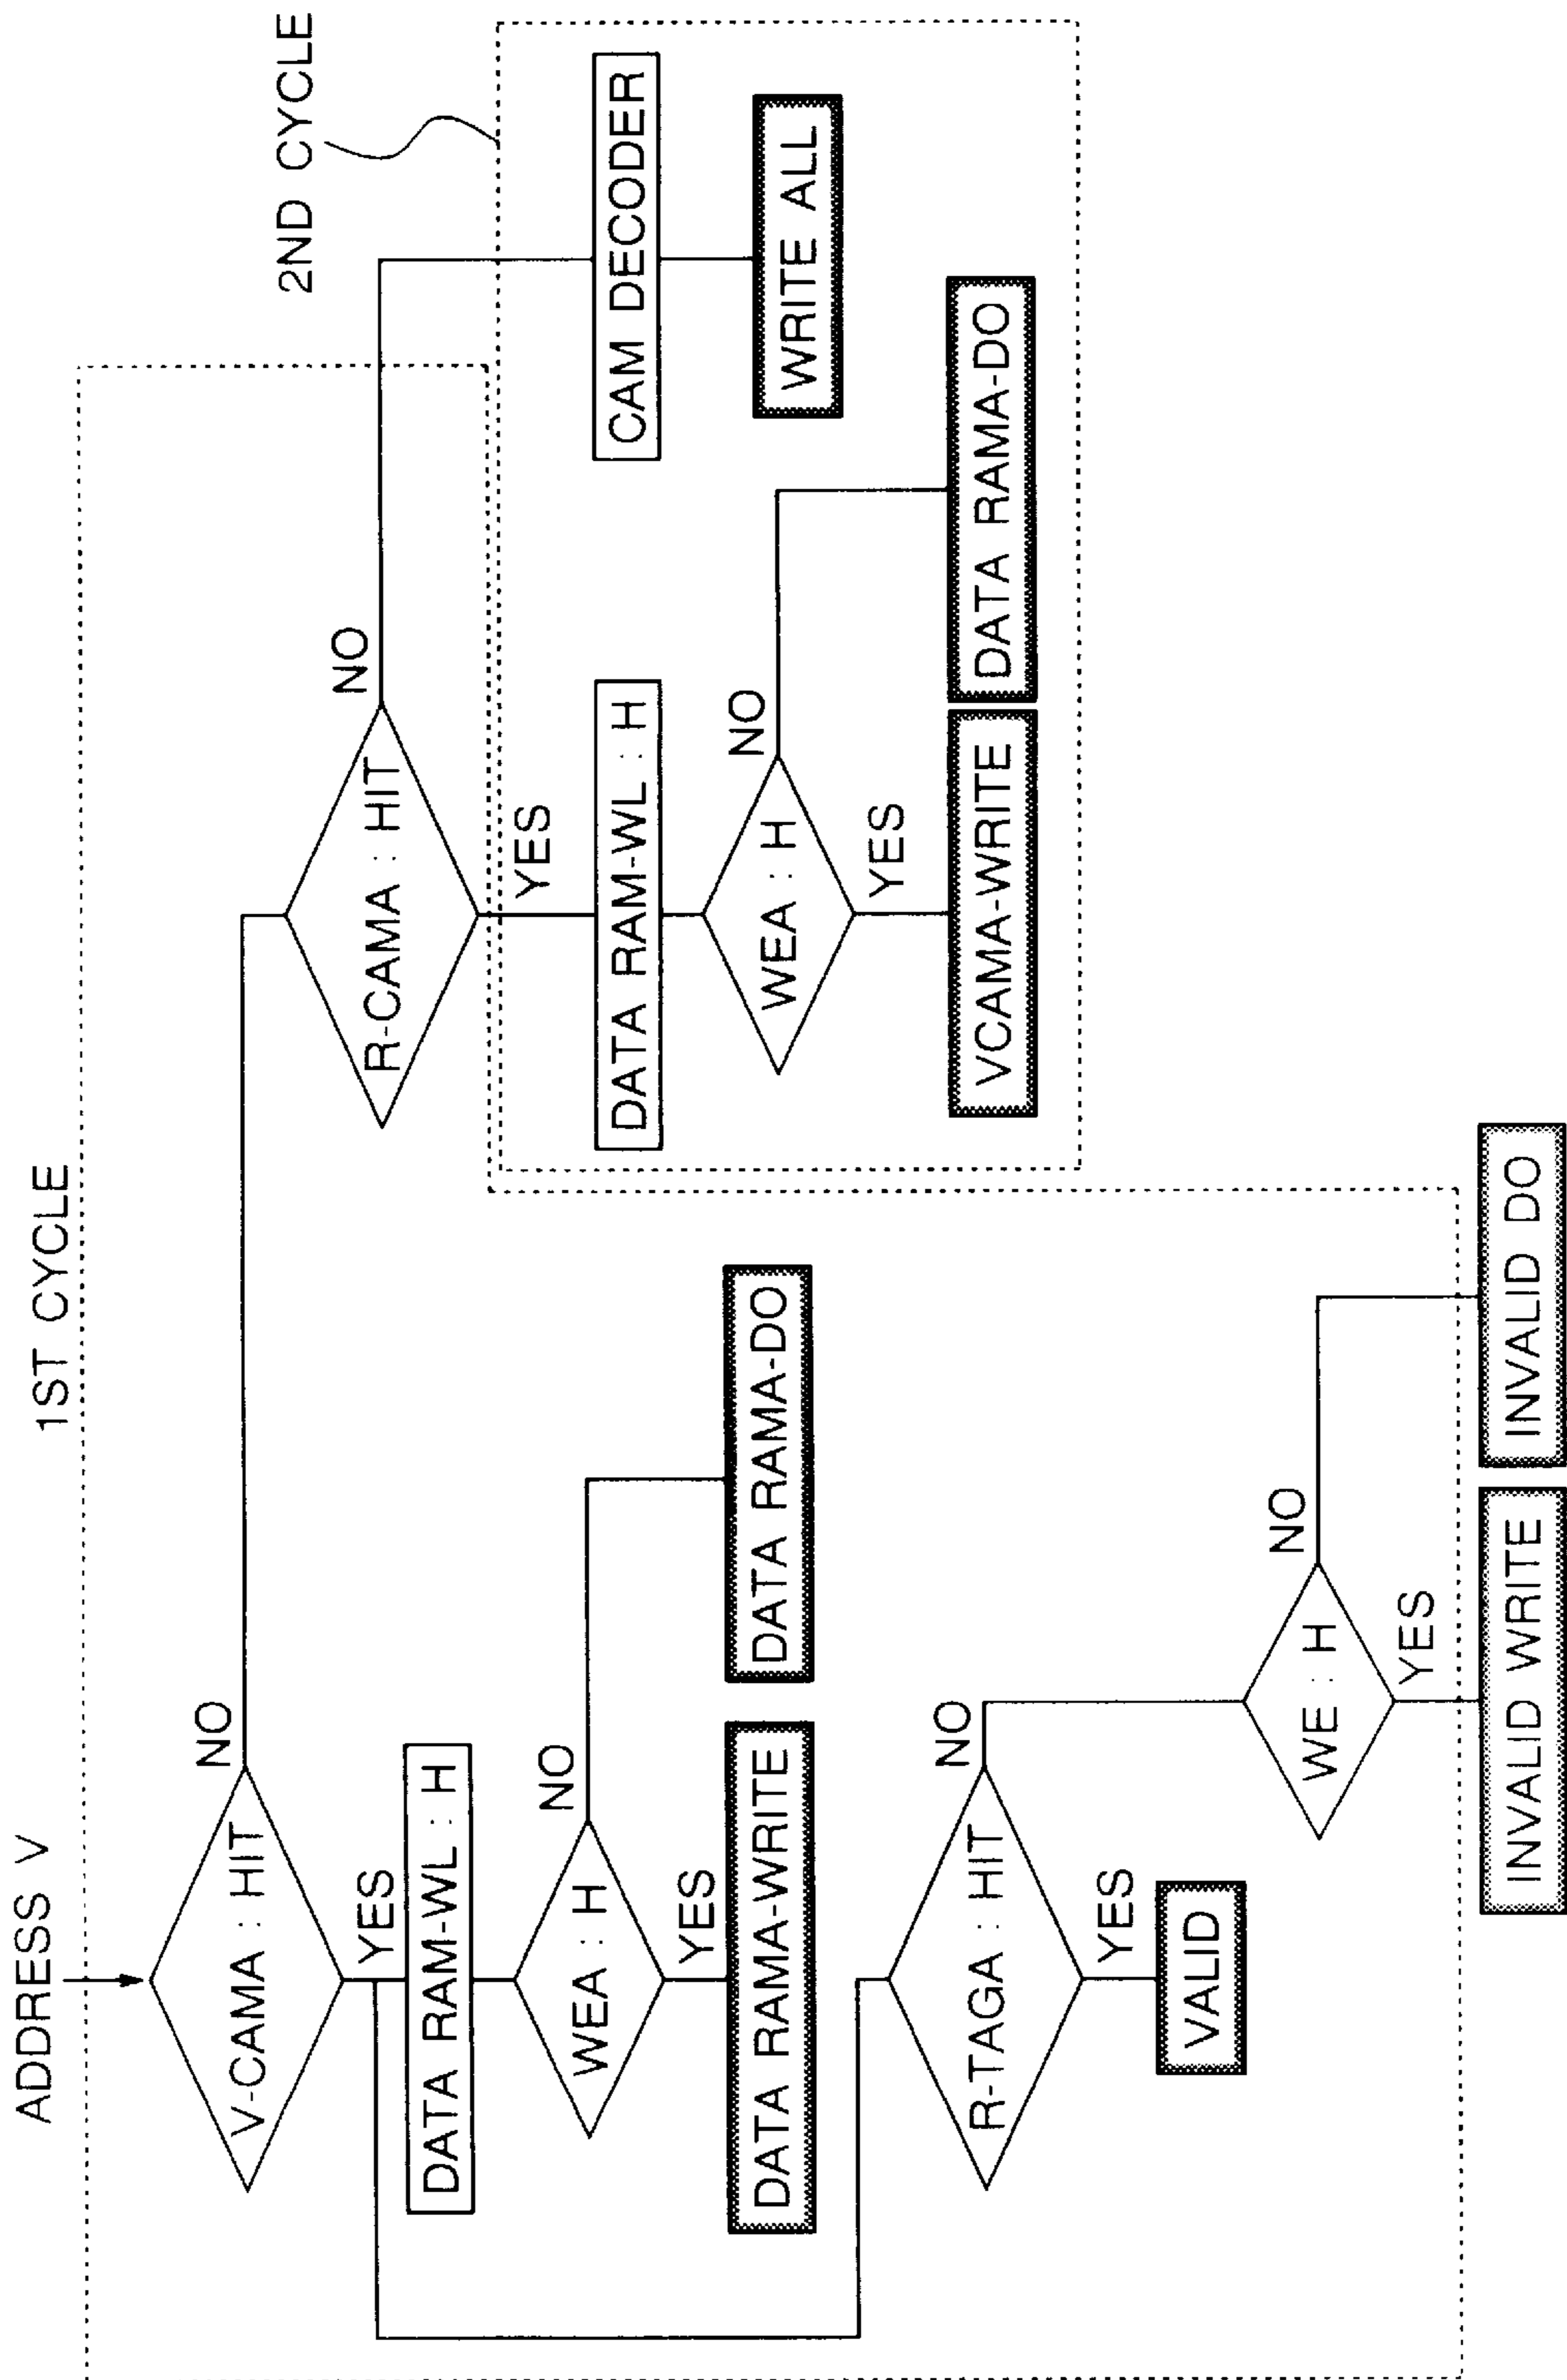 1ST CYCLE
ADDRESS V
2ND CYCLE
V-CAMA : HIT
NO
YES
R-CAMA : HIT
NO
YES
DATA RAM-WL : H
WEA : H
NO
YES
DATA RAMA-WRITE
DATA RAMA-DO
DATA RAM-WL : H
CAM DECODER
WEA : H
NO
YES
WRITE ALL
VCAMA-WRITE
DATA RAMA-DO
R-TAGA : HIT
NO
YES
VALID
WE : H
NO
YES
INVALID WRITE
INVALID DO